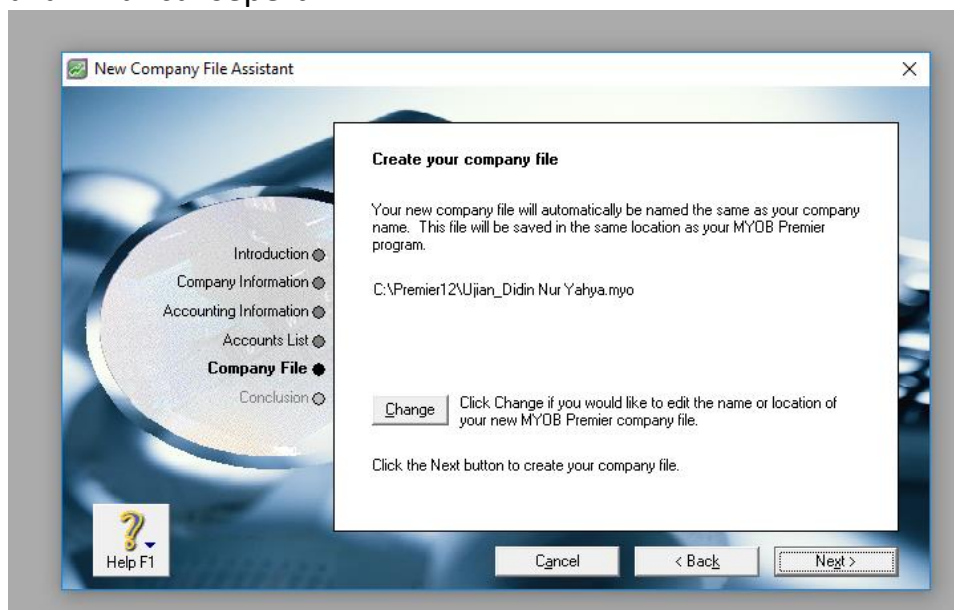 New Company File Assistant
Create your company file
Your new company file will automatically be named the same as your company
name. This file will be saved in the same location as your MYOB Premier
program.
C:\Premier12\Ujian_Didin Nur Yahya.myo
Introduction
Company Information
Accounting Information
Accounts List
Company File
Conclusion
Change
Click Change if you would like to edit the name or location of
your new MYOB Premier company file.
Click the Next button to create your company file.
Help F1
Cancel
< Back
Next >